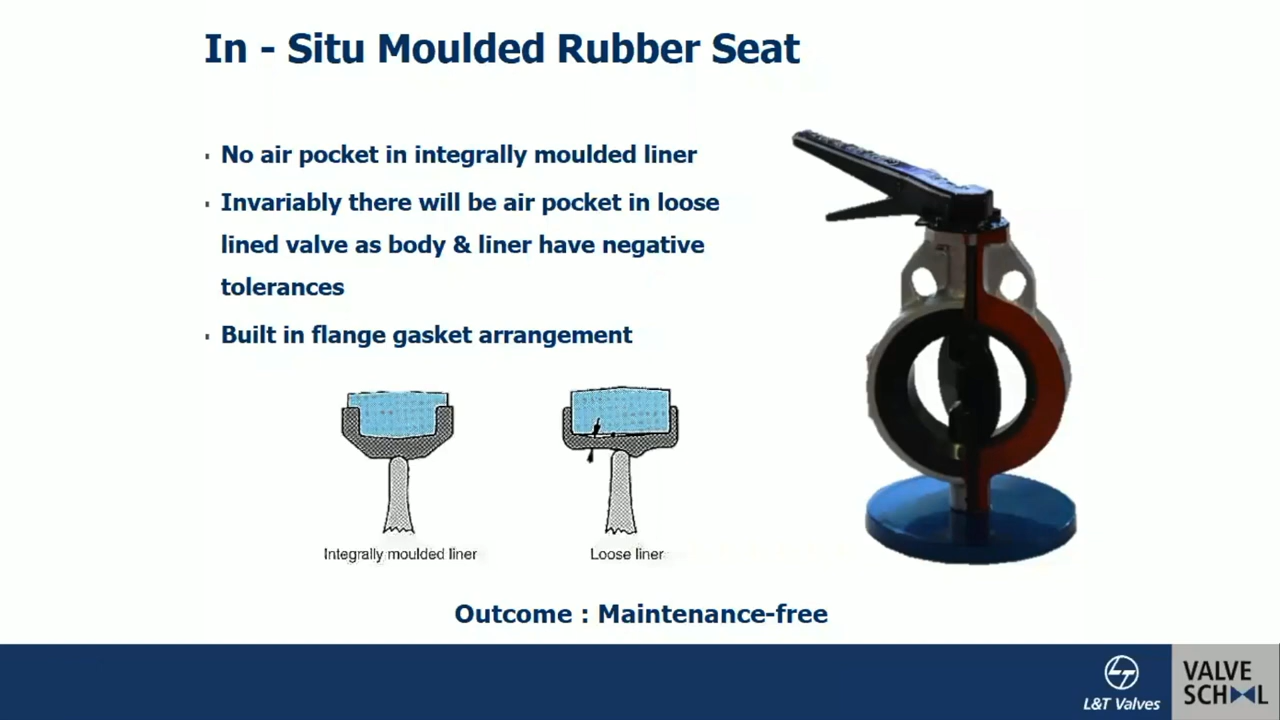 In - Situ Moulded Rubber Seat
No air pocket in integrally moulded liner
Invariably there will be air pocket in loose
lined valve as body & liner have negative
tolerances
Built in flange gasket arrangement
Integrally moulded liner
Loose liner
Outcome : Maintenance-free
L&T Valves
VALVE
SCHOOL